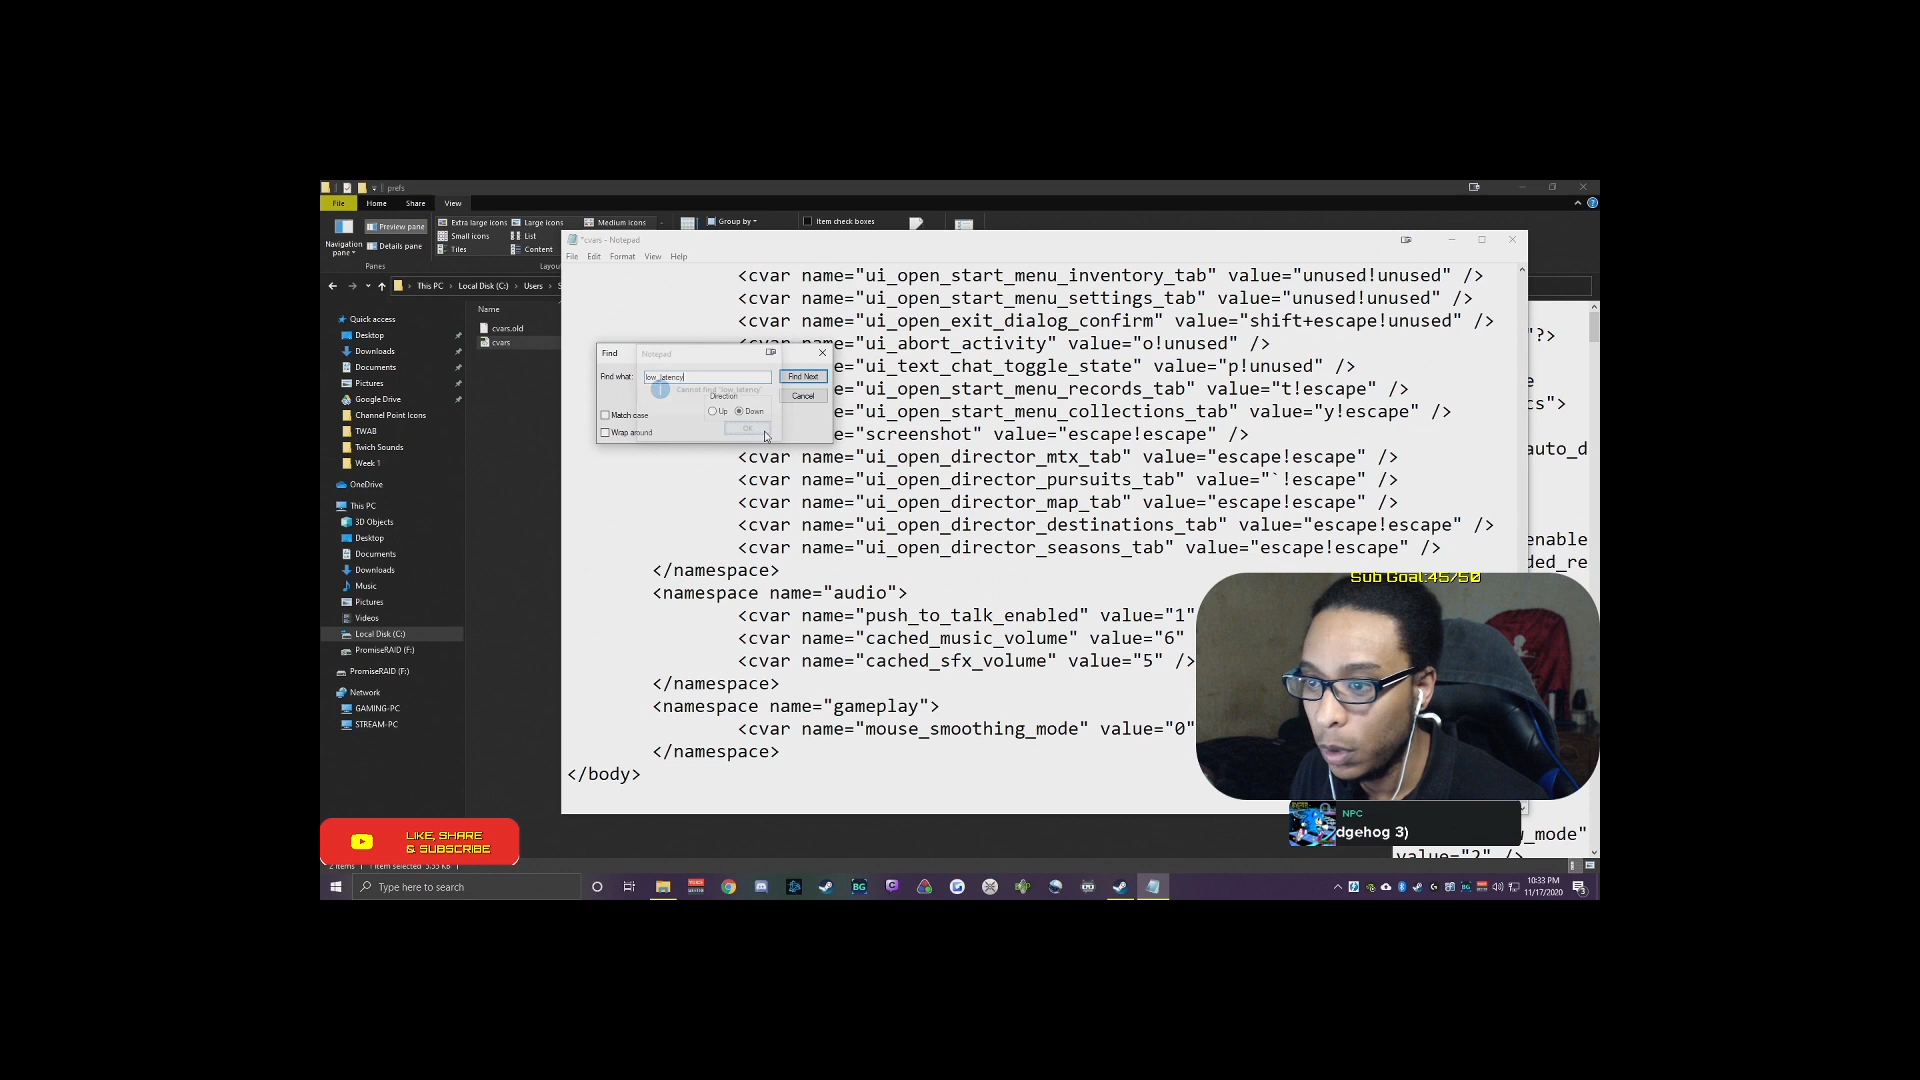 prefs
File Home Share View
Navigation pane
Preview pane
Details pane
Panes
Extra large icons Large icons Medium icons
Small icons List
Tiles Content
Layou
Group by
Item check boxes
This PC > Local Disk (C:) > Users > S
Name
cvars.old
cvars
Quick access
Desktop
Downloads
Documents
Pictures
Google Drive
Channel Point Icons
TWAB
Twich Sounds
Week 1
OneDrive
This PC
3D Objects
Desktop
Documents
Downloads
Music
Pictures
Videos
Local Disk (C:)
PromiseRAID (F:)
PromiseRAID (F:)
Network
GAMING-PC
STREAM-PC
*cvars - Notepad
File Edit Format View Help
<cvar name="ui_open_start_menu_inventory_tab" value="unused!unused" />
<cvar name="ui_open_start_menu_settings_tab" value="unused!unused" />
<cvar name="ui_open_exit_dialog_confirm" value="shift+escape!unused" />
e="ui_abort_activity" value="o!unused" />
e="ui_text_chat_toggle_state" value="p!unused" />
e="ui_open_start_menu_records_tab" value="t!escape" />
e="ui_open_start_menu_collections_tab" value="y!escape" />
e="screenshot" value="escape!escape" />
<cvar name="ui_open_director_mtx_tab" value="escape!escape" />
<cvar name="ui_open_director_pursuits_tab" value="`!escape" />
<cvar name="ui_open_director_map_tab" value="escape!escape" />
<cvar name="ui_open_director_destinations_tab" value="escape!escape" />
<cvar name="ui_open_director_seasons_tab" value="escape!escape" />
</namespace>
<namespace name="audio">
<cvar name="push_to_talk_enabled" value="1"
<cvar name="cached_music_volume" value="6"
<cvar name="cached_sfx_volume" value="5" />
</namespace>
<namespace name="gameplay">
<cvar name="mouse_smoothing_mode" value="0"
</namespace>
</body>
Find
Notepad
Find what: low_latency
Find Next
Cannot find "low_latency"
Cancel
Direction
Up Down
Match case
Wrap around
OK
"?>
e
cs">
auto_d
enable
ded_re
w_mode"
value="2" />
Sub Goal:45/50
NPC
dgehog 3)
LIKE, SHARE
& SUBSCRIBE
2 items 1 item selected 5.55 KB
Type here to search
10:33 PM
11/17/2020